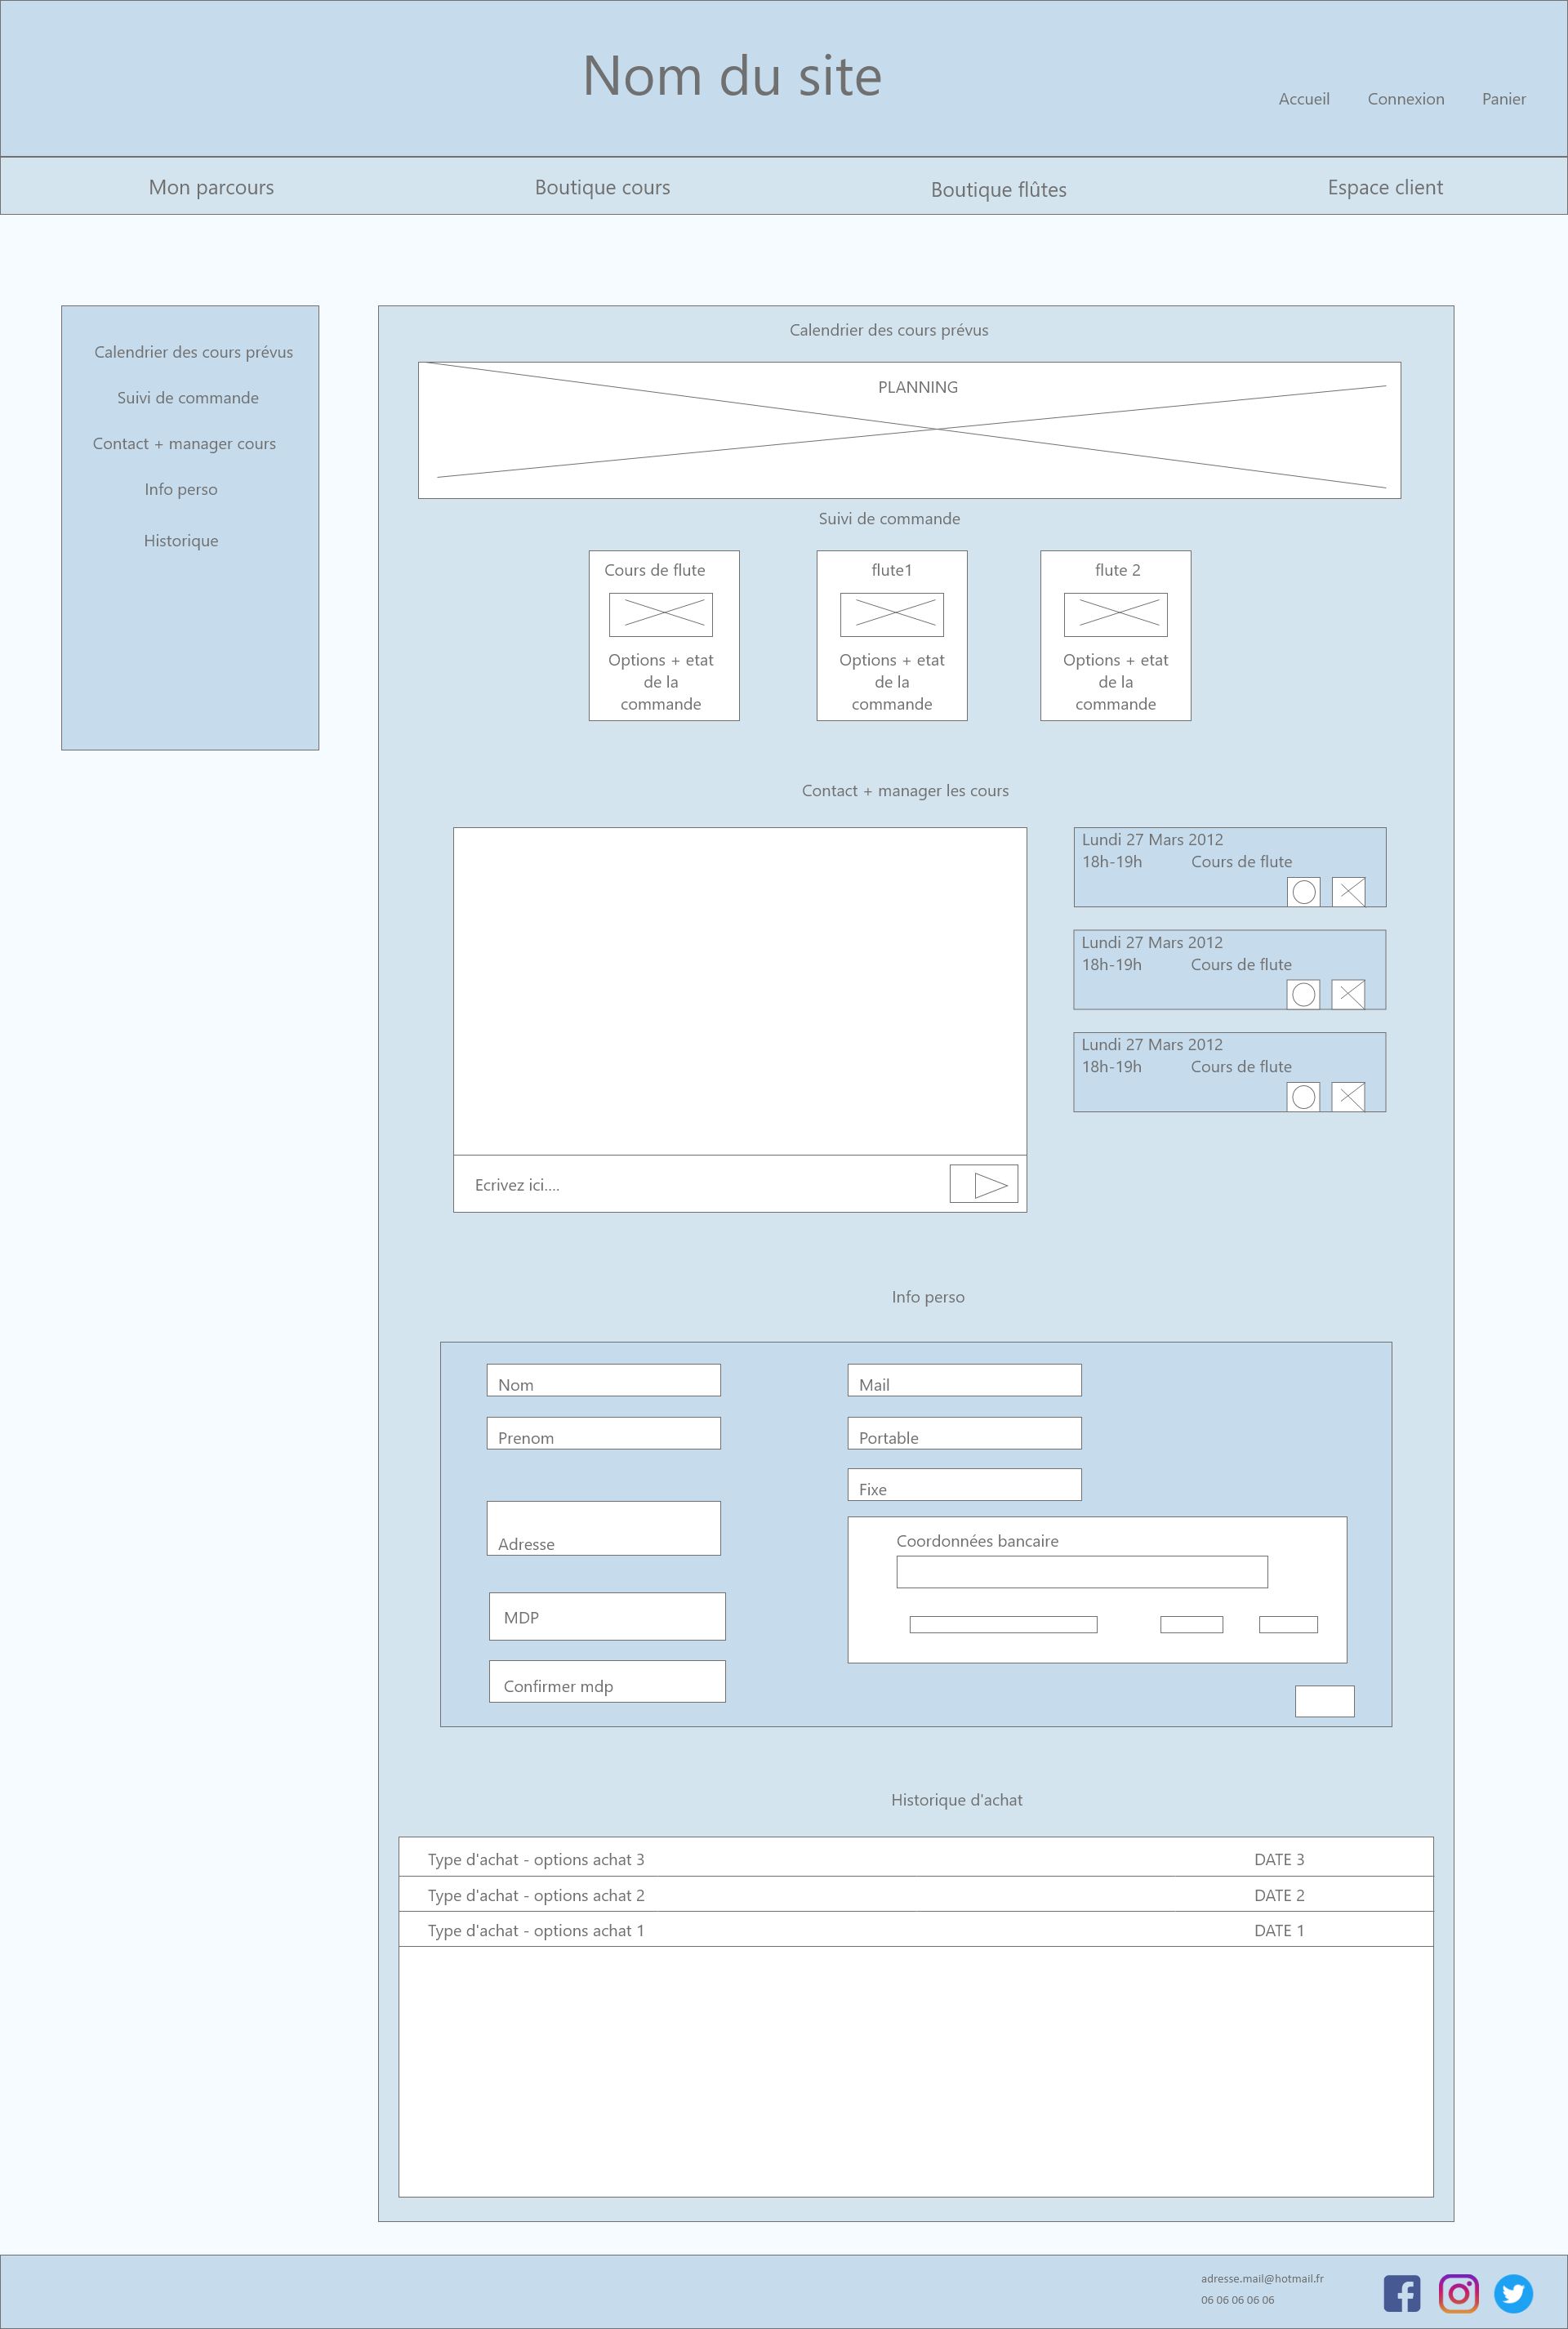 Nom du site
Accueil
Connexion
Panier
Mon parcours
Boutique cours
Boutique flûtes
Espace client
Calendrier des cours prévus
Suivi de commande
Contact + manager cours
Info perso
Historique
Calendrier des cours prévus
PLANNING
Suivi de commande
Cours de flute
Options + etat
de la
commande
flute1
Options + etat
de la
commande
flute 2
Options + etat
de la
commande
Contact + manager les cours
Ecrivez ici....
Lundi 27 Mars 2012
18h-19h Cours de flute
Lundi 27 Mars 2012
18h-19h Cours de flute
Lundi 27 Mars 2012
18h-19h Cours de flute
Info perso
Nom
Prenom
Adresse
MDP
Confirmer mdp
Mail
Portable
Fixe
Coordonnées bancaire
Historique d'achat
Type d'achat - options achat 3 DATE 3
Type d'achat - options achat 2 DATE 2
Type d'achat - options achat 1 DATE 1
adresse.mail@hotmail.fr
06 06 06 06 06